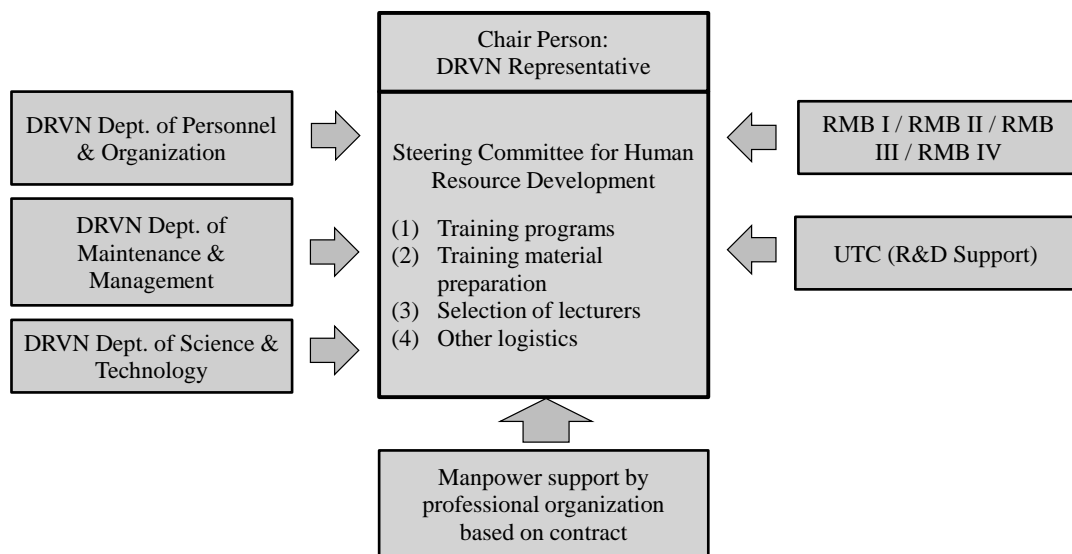 Chair Person:
DRVN Representative
DRVN Dept. of Personnel
& Organization
DRVN Dept. of
Maintenance &
Management
DRVN Dept. of Science &
Technology
Steering Committee for Human
Resource Development
(1) Training programs
(2) Training material
preparation
(3) Selection of lecturers
(4) Other logistics
RMB I / RMB II / RMB
III / RMB IV
UTC (R&D Support)
Manpower support by
professional organization
based on contract